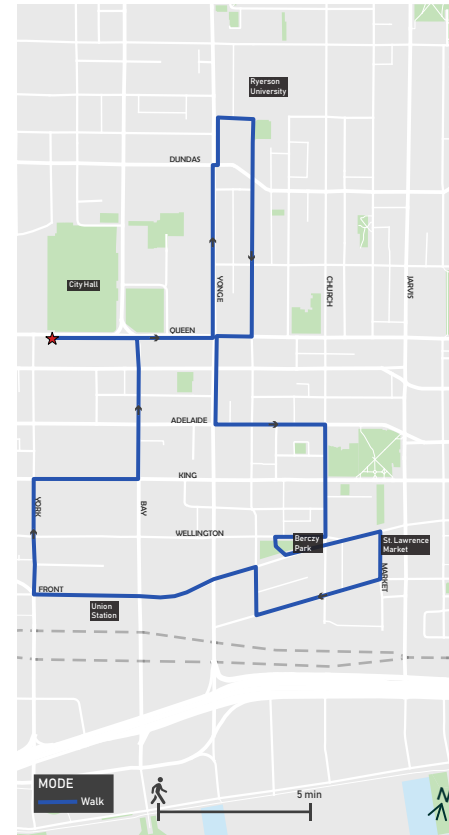 Ryerson
University
DUNDAS
City Hall
YONGE
CHURCH
JARVIS
QUEEN
ADELAIDE
KING
YORK
BAY
WELLINGTON
Berczy
Park
St. Lawrence
Market
MARKET
FRONT
Union
Station
MODE
Walk
5 min
N